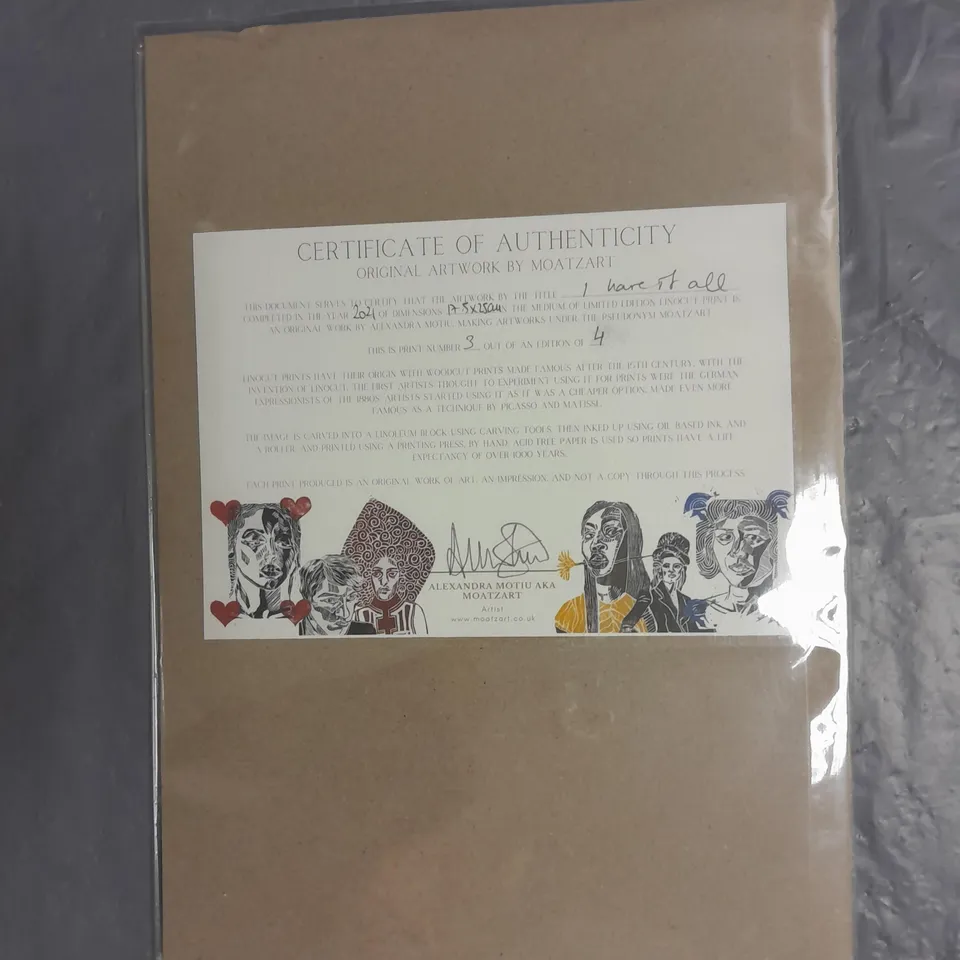 CERTIFICATE OF AUTHENTICITY
ORIGINAL ARTWORK BY MOATZART
THIS DOCUMENT SERVES TO CERTIFY THAT THE ARTWORK BY THE TITLE I have it all
COMPLETED IN THE YEAR 2021 OF DIMENSIONS 17.5x25cm IN THE MEDIUM OF LIMITED EDITION LINOCUT PRINT IS
AN ORIGINAL WORK BY ALEXANDRA MOTIU, MAKING ARTWORKS UNDER THE PSEUDONYM MOATZART
THIS IS PRINT NUMBER 3 OUT OF AN EDITION OF 4
LINOCUT PRINTS HAVE THEIR ORIGIN WITH WOODCUT PRINTS MADE FAMOUS AFTER THE 15TH CENTURY. WITH THE
INVENTION OF LINOCUT, THE FIRST ARTISTS THOUGHT TO EXPERIMENT USING IT FOR PRINTS WERE THE GERMAN
EXPRESSIONISTS OF THE 1880S. ARTISTS STARTED USING IT AS IT WAS A CHEAPER OPTION, MADE EVEN MORE
FAMOUS AS A TECHNIQUE BY PICASSO AND MATISSE.
THE IMAGE IS CARVED INTO A LINOLEUM BLOCK USING CARVING TOOLS, THEN INKED UP USING OIL BASED INK AND
A ROLLER AND PRINTED USING A PRINTING PRESS, BY HAND. ACID FREE PAPER IS USED SO PRINTS HAVE A LIFE
EXPECTANCY OF OVER 1000 YEARS.
EACH PRINT PRODUCED IS AN ORIGINAL WORK OF ART, AN IMPRESSION, AND NOT A COPY THROUGH THIS PROCESS.
ALEXANDRA MOTIU AKA
MOATZART
Artist
www.moatzart.co.uk